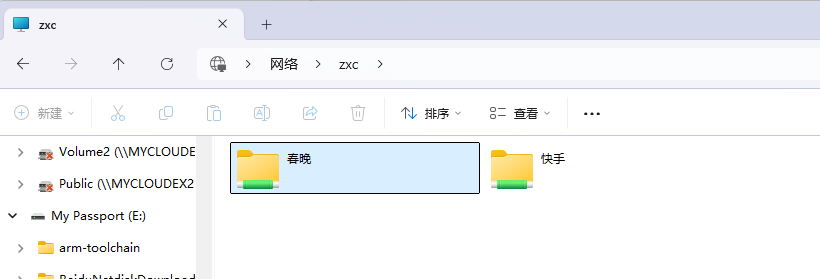 zxc
网络
zxc
新建
排序
查看
Volume2 (\\MYCLOUDE
Public (\\MYCLOUDEX2
My Passport (E:)
arm-toolchain
BaiduNetdiskDownload
春晚
快手